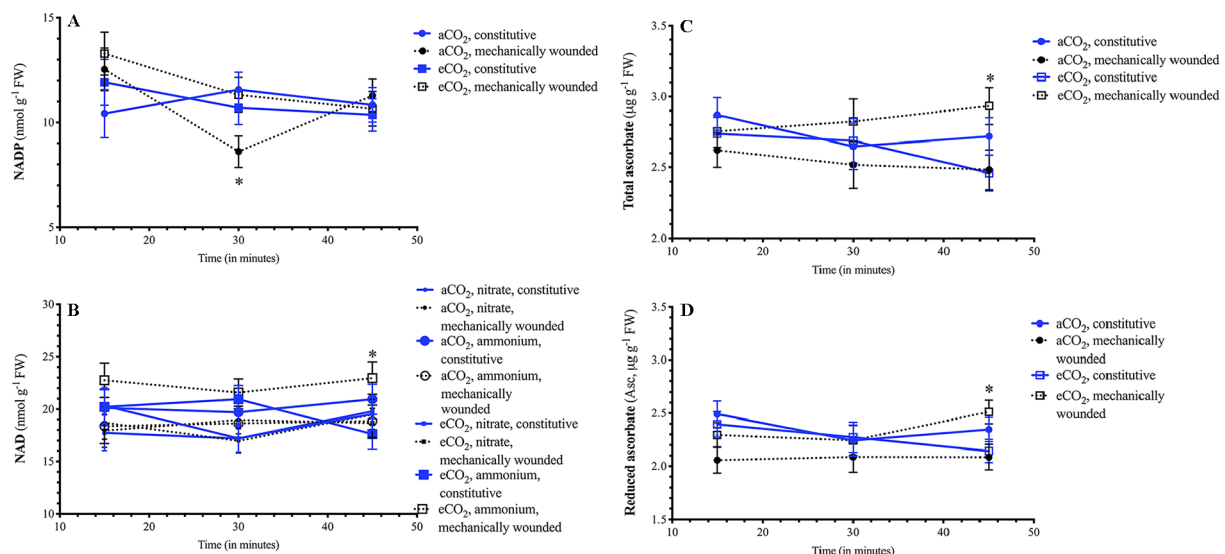 A
15
10
5
NADP (nmol g-1 FW)
*
10 20 30 40 50
Time (in minutes)
aCO2, constitutive
aCO2, mechanically wounded
eCO2, constitutive
eCO2, mechanically wounded
B
30
25
20
15
10
NAD (nmol g-1 FW)
*
10 20 30 40 50
Time (in minutes)
aCO2, nitrate, constitutive
aCO2, nitrate,
mechanically wounded
aCO2, ammonium,
constitutive
aCO2, ammonium,
mechanically
wounded
eCO2, nitrate, constitutive
eCO2, nitrate,
mechanically wounded
eCO2, ammonium,
constitutive
eCO2, ammonium,
mechanically wounded
C
3.5
3.0
2.5
2.0
Total ascorbate (µg g-1 FW)
*
10 20 30 40 50
Time (in minutes)
aCO2, constitutive
aCO2, mechanically wounded
eCO2, constitutive
eCO2, mechanically wounded
D
3.5
3.0
2.5
2.0
1.5
Reduced ascorbate (Asc, µg g-1 FW)
*
10 20 30 40 50
Time (in minutes)
aCO2, constitutive
aCO2, mechanically
wounded
eCO2, constitutive
eCO2, mechanically
wounded